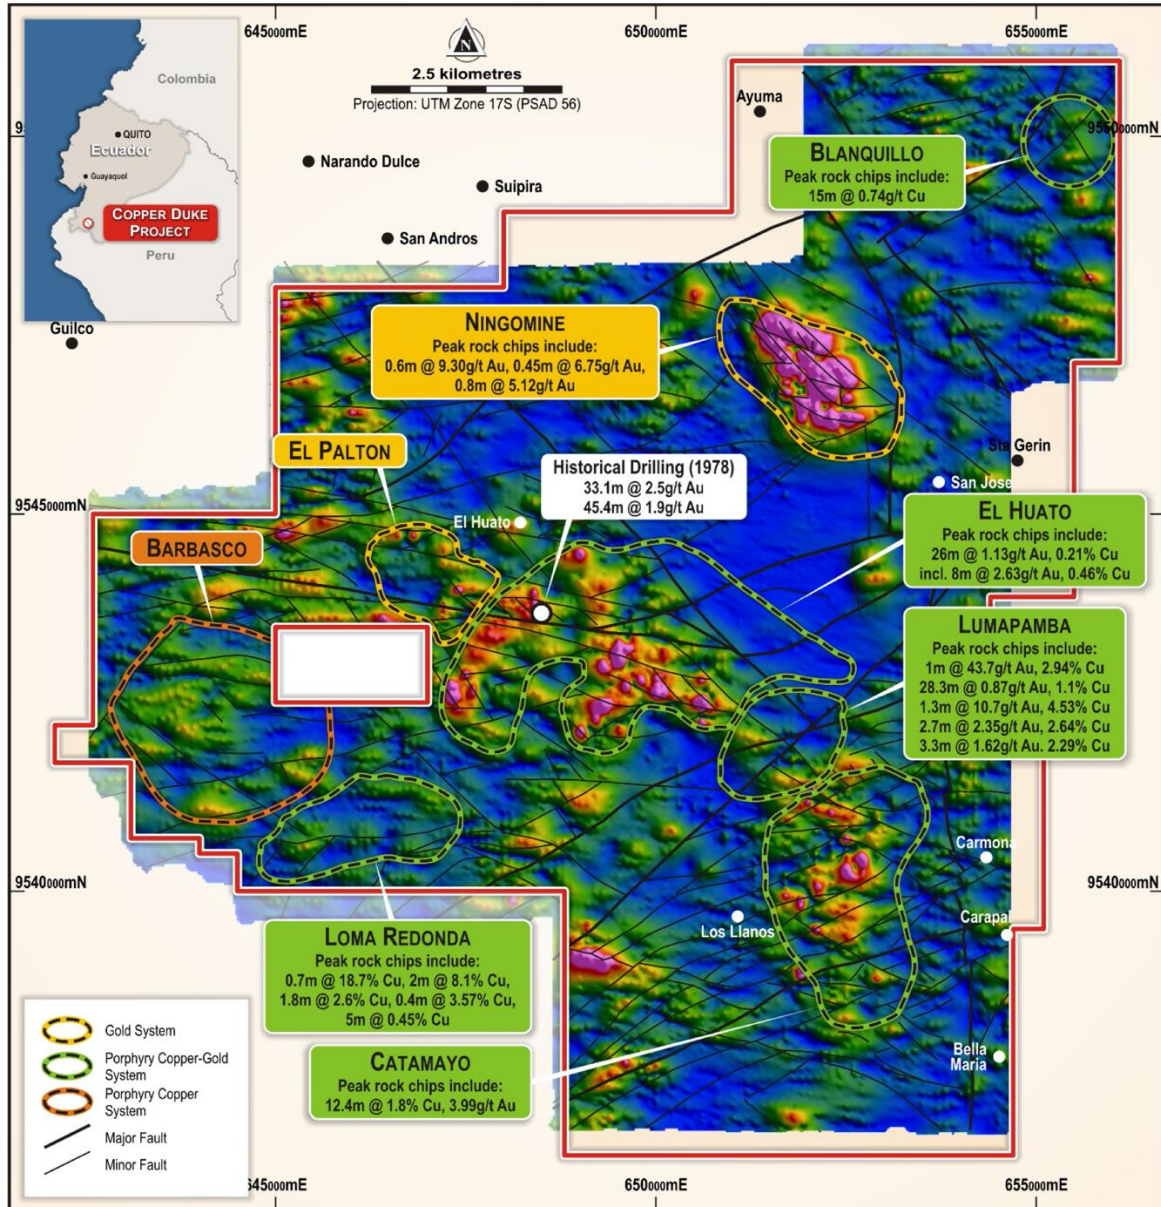 645000mE
650000mE
655000mE
N
2.5 kilometres
Projection: UTM Zone 17S (PSAD 56)
Colombia
QUITO
Ecuador
Guayaquol
COPPER DUKE
PROJECT
Peru
9550000mN
Ayuma
Narando Dulce
Suipira
San Andros
Guilco
BLANQUILLO
Peak rock chips include:
15m @ 0.74g/t Cu
NINGOMINE
Peak rock chips include:
0.6m @ 9.30g/t Au, 0.45m @ 6.75g/t Au,
0.8m @ 5.12g/t Au
EL PALTON
Historical Drilling (1978)
33.1m @ 2.5g/t Au
45.4m @ 1.9g/t Au
Sta Gerin
San Jose
9545000mN
El Huato
EL HUATO
Peak rock chips include:
26m @ 1.13g/t Au, 0.21% Cu
incl. 8m @ 2.63g/t Au, 0.46% Cu
BARBASCO
LUMAPAMBA
Peak rock chips include:
1m @ 43.7g/t Au, 2.94% Cu
28.3m @ 0.87g/t Au, 1.1% Cu
1.3m @ 10.7g/t Au, 4.53% Cu
2.7m @ 2.35g/t Au, 2.64% Cu
3.3m @ 1.62g/t Au. 2.29% Cu
Carmona
9540000mN
9540000mN
Carapal
Los Llanos
LOMA REDONDA
Peak rock chips include:
0.7m @ 18.7% Cu, 2m @ 8.1% Cu,
1.8m @ 2.6% Cu, 0.4m @ 3.57% Cu,
5m @ 0.45% Cu
CATAMAYO
Peak rock chips include:
12.4m @ 1.8% Cu, 3.99g/t Au
Bella
Maria
Gold System
Porphyry Copper-Gold
System
Porphyry Copper
System
Major Fault
Minor Fault
645000mE
650000mE
655000mE